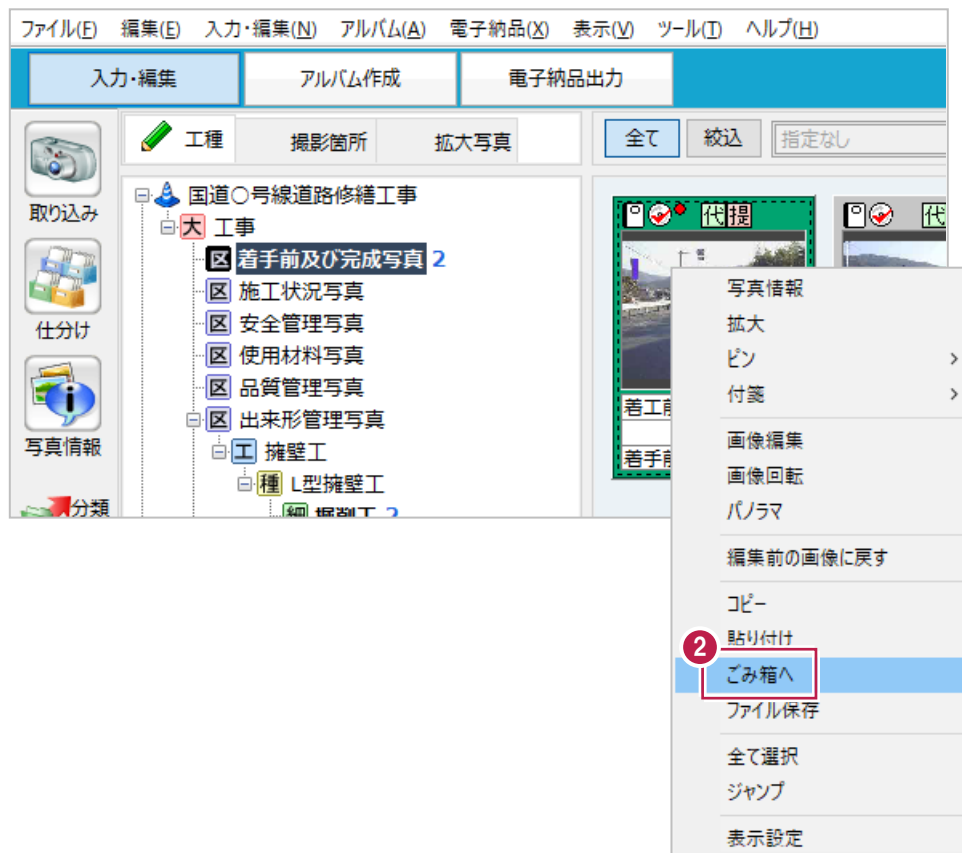 ファイル(F) 編集(E) 入力・編集(N) アルバム(A) 電子納品(X) 表示(V) ツール(T) ヘルプ(H)
入力・編集 アルバム作成 電子納品出力
工種 撮影箇所 拡大写真 全て 絞込 指定なし
取り込み
仕分け
写真情報
分類
国道○号線道路修繕工事
大 工事
区 着手前及び完成写真 2
区 施工状況写真
区 安全管理写真
区 使用材料写真
区 品質管理写真
区 出来形管理写真
工 擁壁工
種 L型擁壁工
細 掘削工 2
代 提
代
着工前
着手前
写真情報
拡大
ピン >
付箋 >
画像編集
画像回転
パノラマ
編集前の画像に戻す
コピー
貼り付け
2
ごみ箱へ
ファイル保存
全て選択
ジャンプ
表示設定